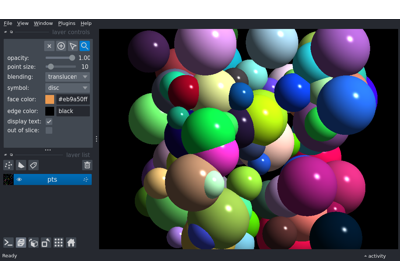 File View Window Plugins Help
layer controls
opacity: 1.00
point size: 10
blending: translucen
symbol: disc
face color: #eb9a50ff
edge color: black
display text:
out of slice:
layer list
pts
Ready
activity